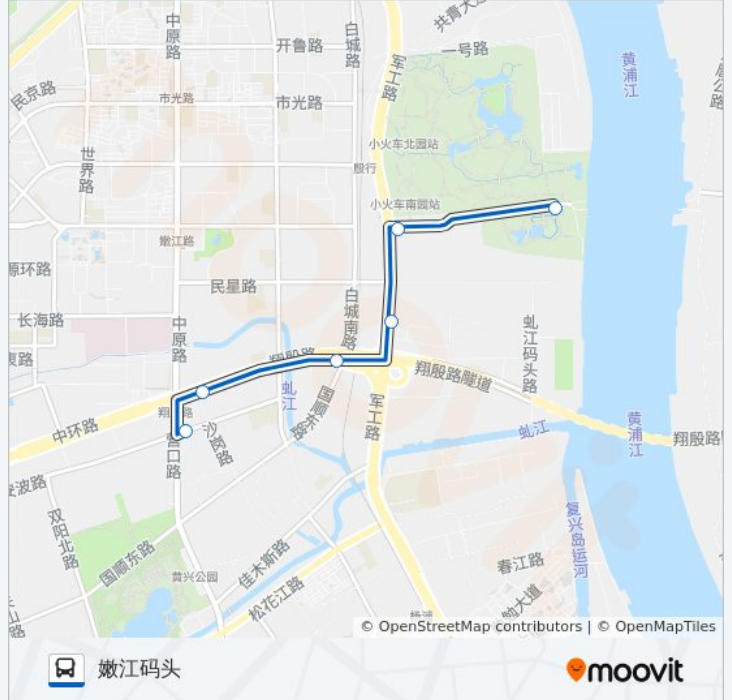 共青
中原路
开鲁路
白城路
军工路
一号路
黄浦江
民京路
市光路
市光路
小火车北园站
世界路
殷行
小火车南园站
嫩江路
源环路
民星路
长海路
中原路
白城南路
虬江码头路
翔殷路隧道
虬江
国顺东路
中环路
沙岗路
军工路
虬江
黄浦江
翔殷路
营口路
安波路
双阳北路
复兴岛运河
国顺东路
佳木斯路
春江路
黄兴公园
松花江路
© OpenStreetMap contributors | © OpenMapTiles
嫩江码头
moovit